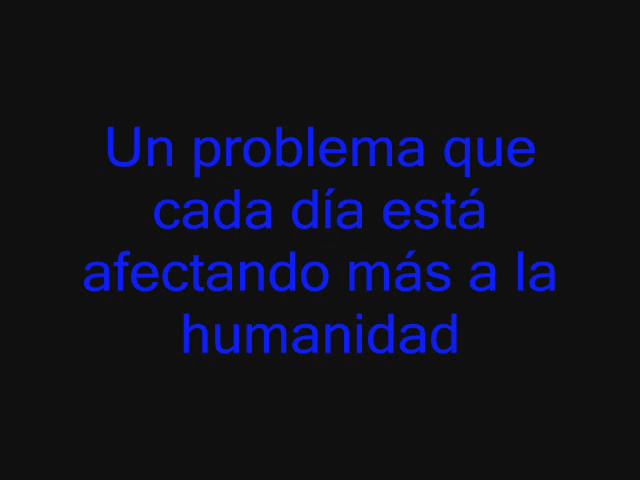 Un problema que
cada día está
afectando más a la
humanidad